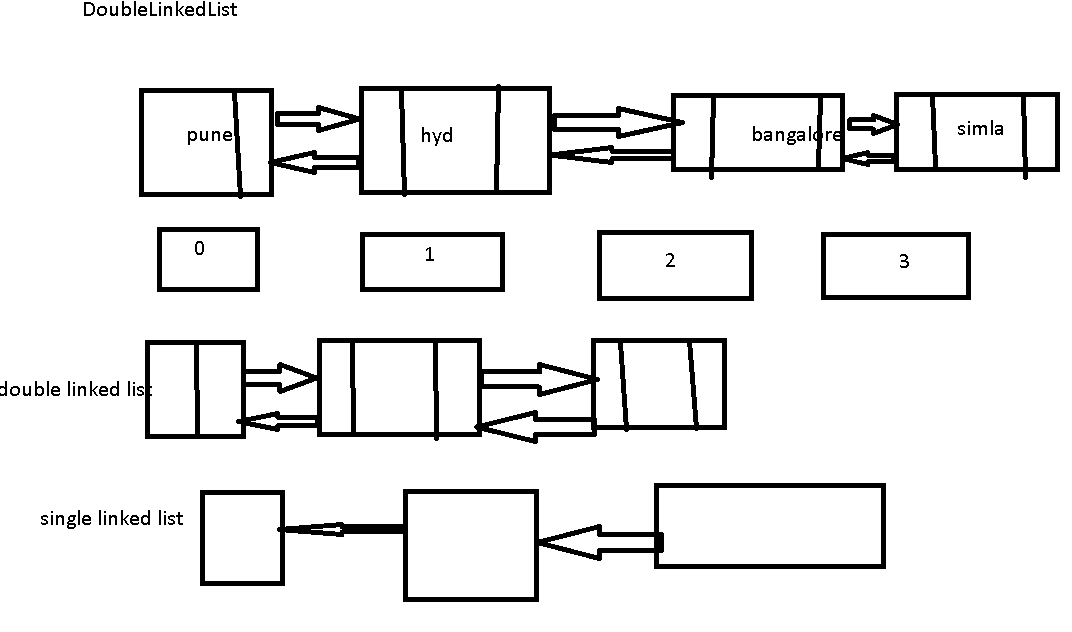 DoubleLinkedList
pune hyd bangalore simla
0 1 2 3
double linked list
single linked list